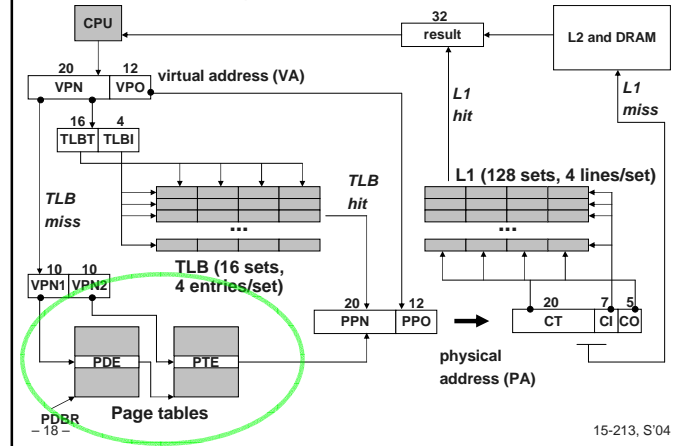 CPU
32
result
L2 and DRAM
20 12
VPN VPO
virtual address (VA)
L1
hit
L1
miss
16 4
TLBT TLBI
TLB
miss
TLB
hit
L1 (128 sets, 4 lines/set)
...
...
TLB (16 sets,
4 entries/set)
10 10
VPN1 VPN2
20 12
PPN PPO
20 7 5
CT CI CO
physical
address (PA)
PDE
PTE
PDBR
Page tables
– 18 –
15-213, S'04